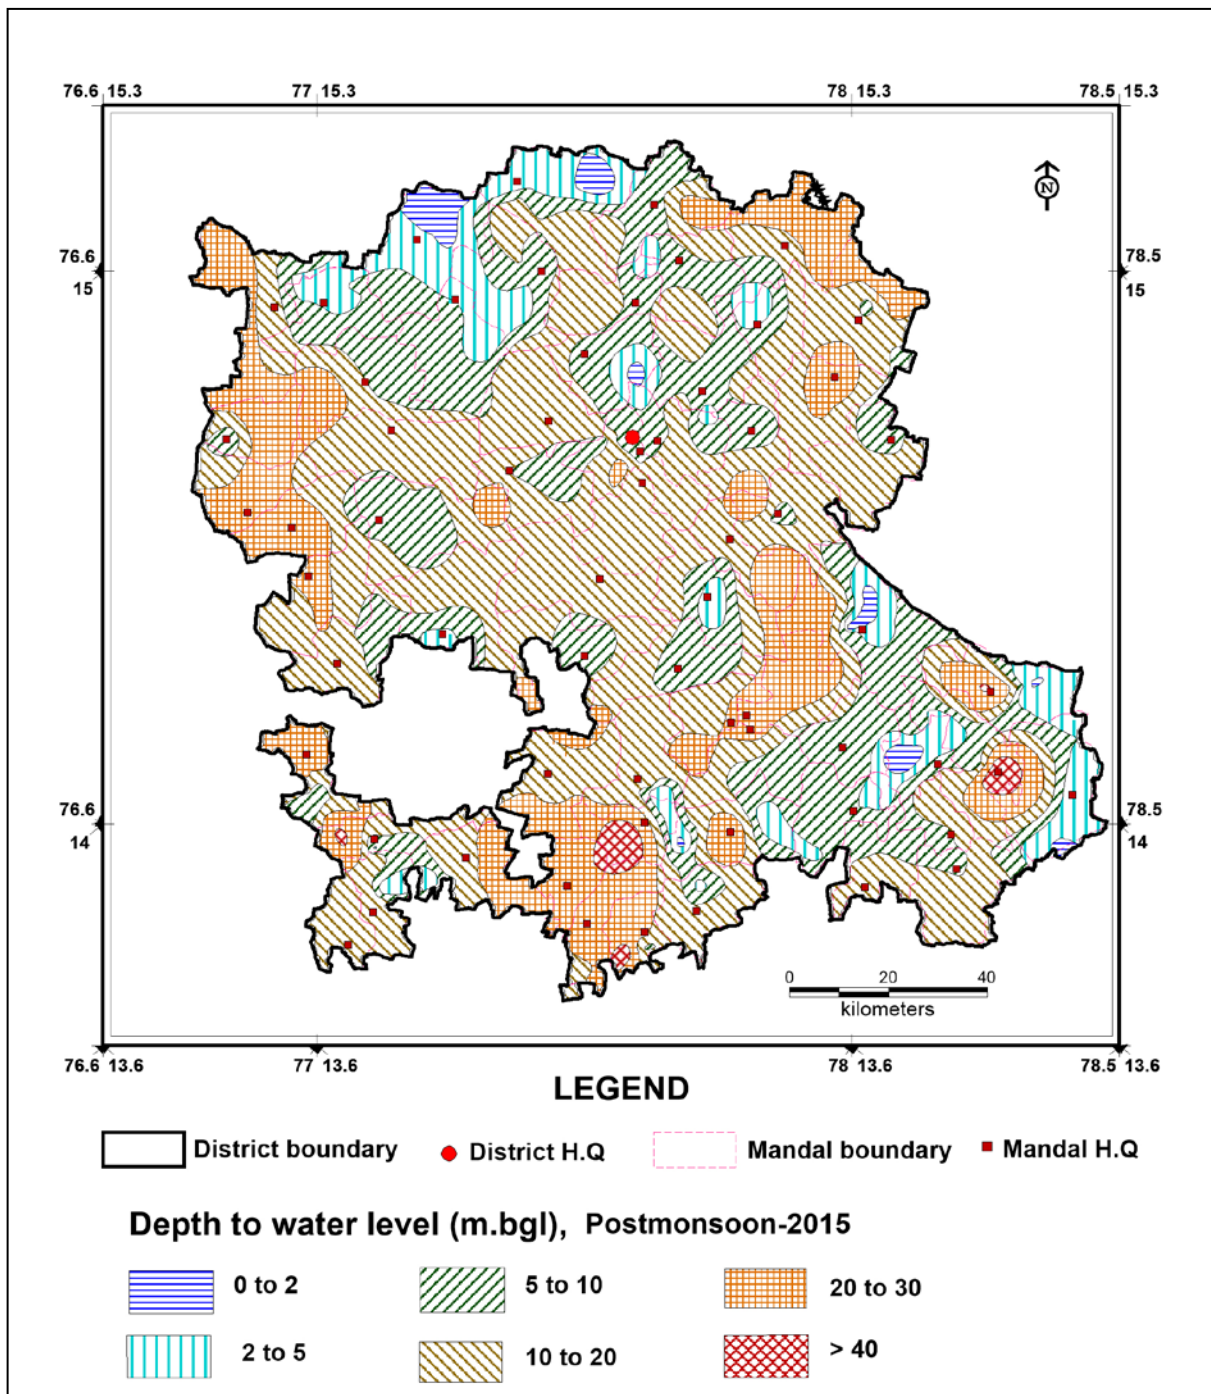 76.6 15.3 77 15.3 78 15.3 78.5 15.3
N
76.6
15
78.5
15
76.6
14
78.5
14
0 20 40
kilometers
76.6 13.6 77 13.6 78 13.6 78.5 13.6
LEGEND
District boundary District H.Q Mandal boundary Mandal H.Q
Depth to water level (m.bgl), Postmonsoon-2015
0 to 2 5 to 10 20 to 30
2 to 5 10 to 20 > 40